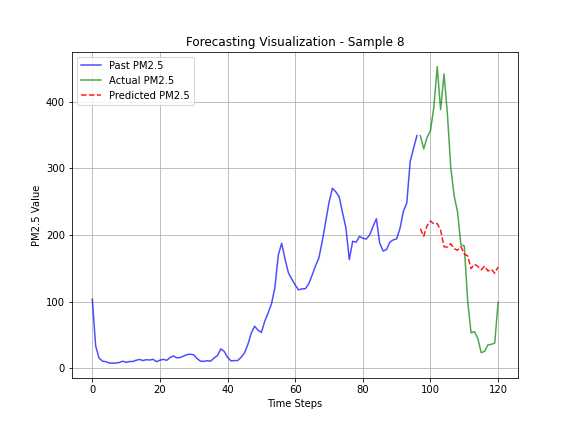 Forecasting Visualization - Sample 8
Past PM2.5
Actual PM2.5
Predicted PM2.5
PM2.5 Value
400
300
200
100
0
0 20 40 60 80 100 120
Time Steps